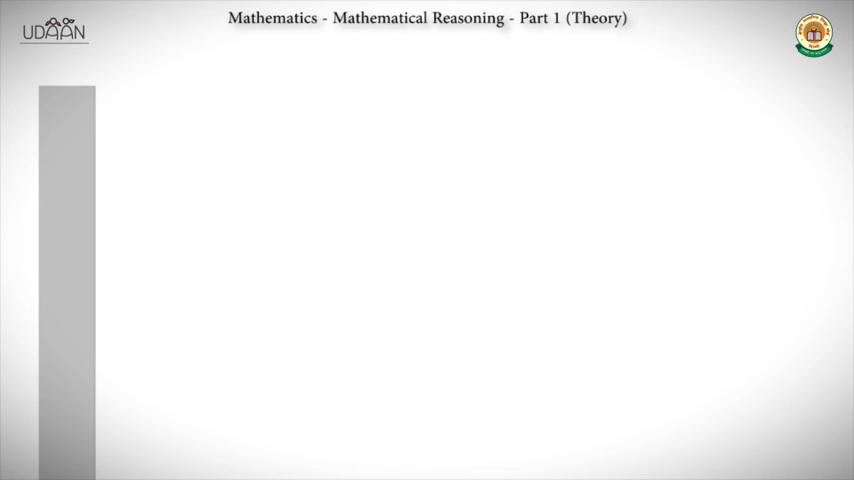 Mathematics - Mathematical Reasoning - Part 1 (Theory)
UDAAN